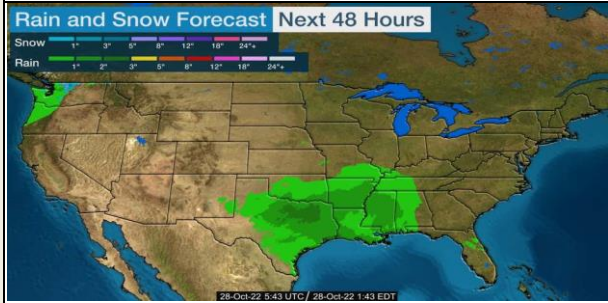 Rain and Snow Forecast Next 48 Hours
Snow
1" 3" 5" 8" 12" 18" 24"+
Rain
1" 2" 3" 5" 8" 12" 18" 24"+
28-Oct-22 5:43 UTC / 28-Oct-22 1:43 EDT